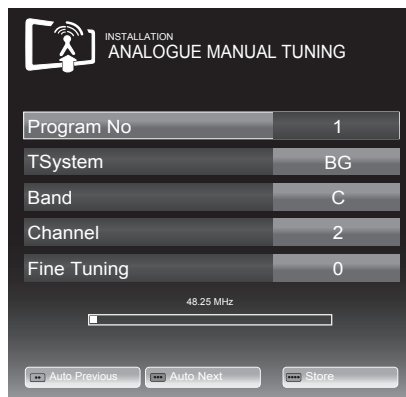 INSTALLATION
ANALOGUE MANUAL TUNING
Program No 1
TSystem BG
Band C
Channel 2
Fine Tuning 0
48.25 MHz
Auto Previous Auto Next Store